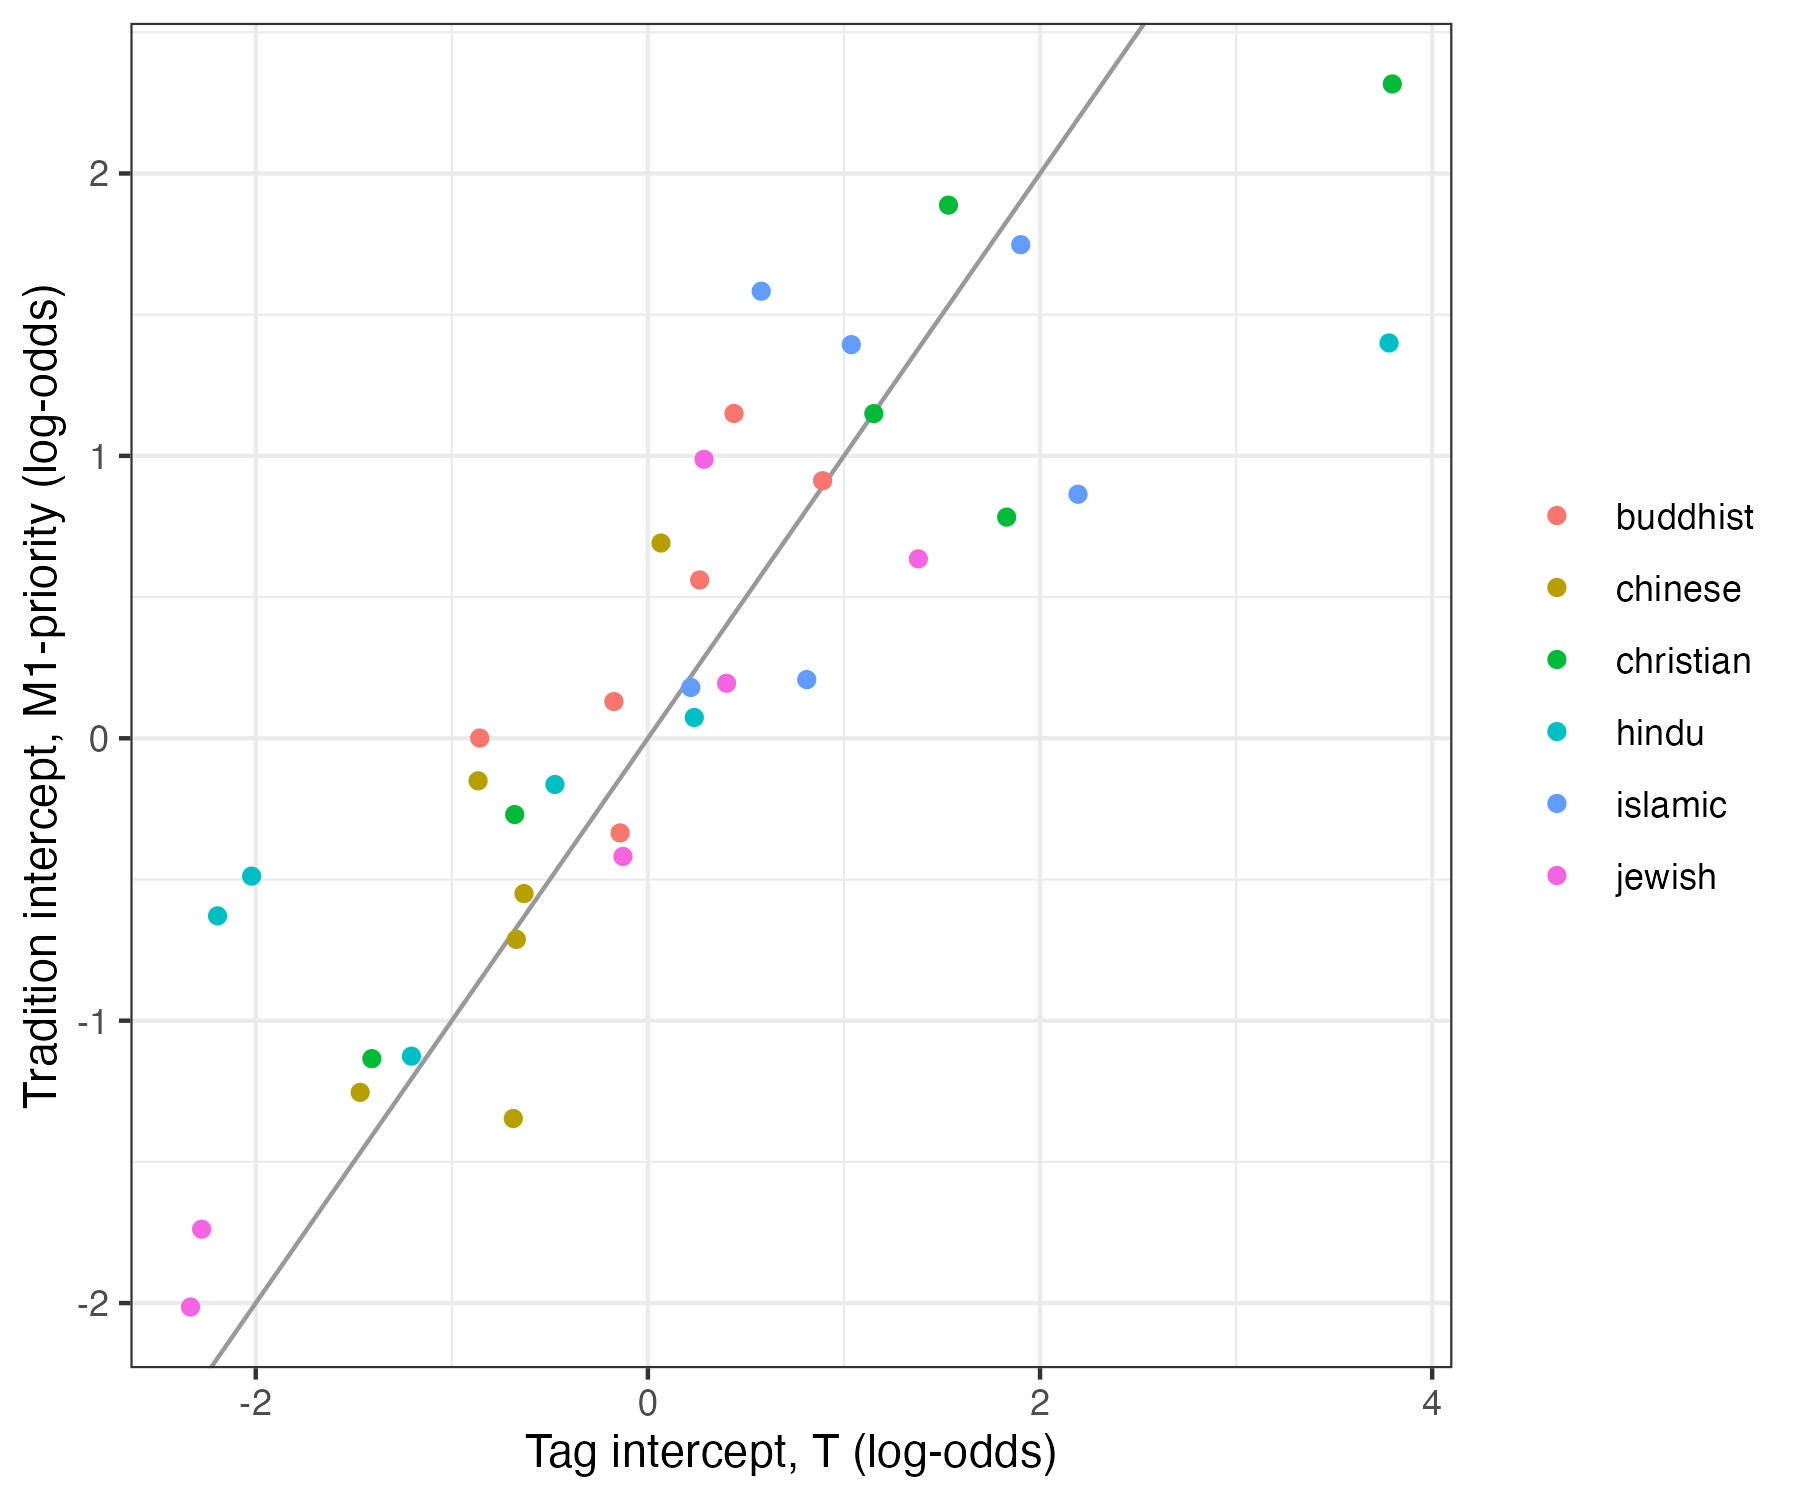 2
1
0
-1
-2
Tradition intercept, M1-priority (log-odds)
-2
0
2
4
Tag intercept, T (log-odds)
buddhist
chinese
christian
hindu
islamic
jewish